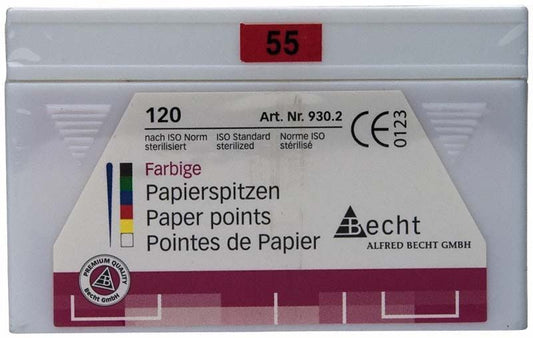 55
120 Art. Nr. 930.2
nach ISO Norm ISO Standard Norme ISO
sterilisiert sterilized stérilisé
CE 0123
Farbige
Papierspitzen
Paper points
Pointes de Papier
Becht
ALFRED BECHT GMBH
PREMIUM QUALITY
Becht GmbH